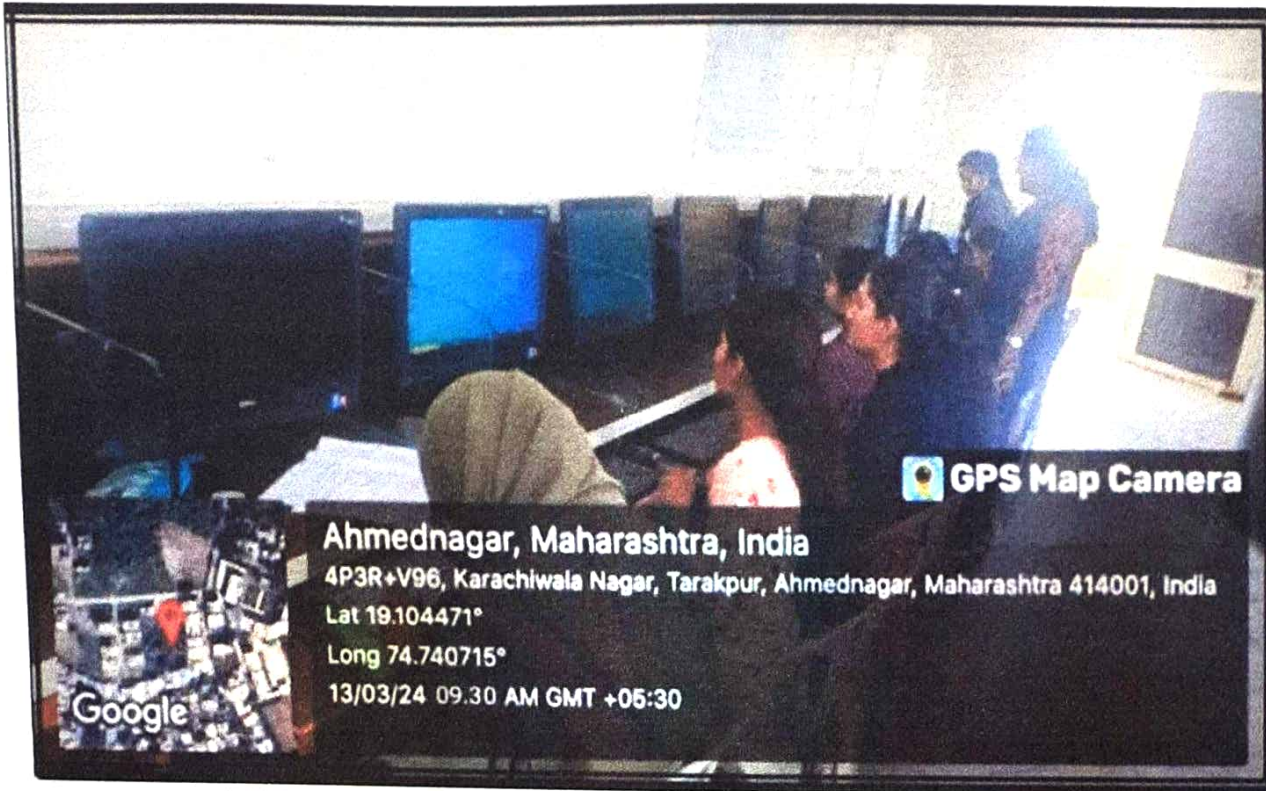 GPS Map Camera
Ahmednagar, Maharashtra, India
4P3R+V96, Karachiwala Nagar, Tarakpur, Ahmednagar, Maharashtra 414001, India
Lat 19.104471°
Long 74.740715°
13/03/24 09.30 AM GMT +05:30
Google